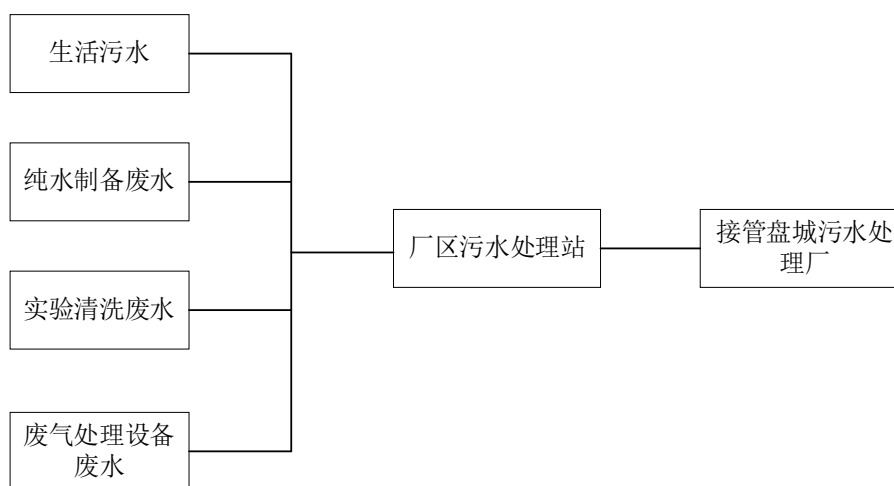 生活污水
纯水制备废水
实验清洗废水
废气处理设备
废水
厂区污水处理站
接管盘城污水处
理厂